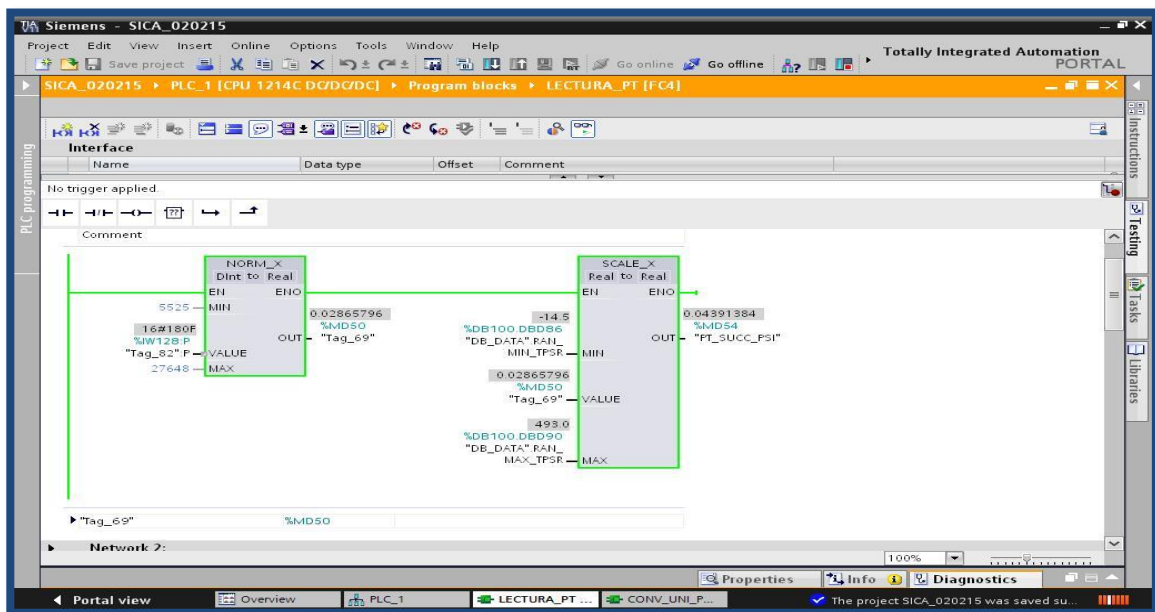 Siemens - SICA_020215
Project Edit View Insert Online Options Tools Window Help
Totally Integrated Automation
PORTAL
Save project
Go online
Go offline
SICA_020215 PLC_1 [CPU 1214C DC/DC/DC] Program blocks LECTURA_PT [FC4]
Interface
Name Data type Offset Comment
No trigger applied.
Comment
NORM_X
DInt to Real
EN ENO
5525 MIN
16#180F
%IW128:P
"Tag_82":P VALUE
27648 MAX
0.02865796
%MD50
OUT "Tag_69"
SCALE_X
Real to Real
EN ENO
-14.5
%DB100.DBD86
"DB_DATA".RAN_
MIN_TPSR MIN
0.02865796
%MD50
"Tag_69" VALUE
493.0
%DB100.DBD90
"DB_DATA".RAN_
MAX_TPSR MAX
0.04391384
%MD54
OUT "PT_SUCC_PSI"
"Tag_69" %MD50
Network 2:
100%
Properties Info Diagnostics
Portal view Overview PLC_1 LECTURA_PT ... CONV_UNI_P... The project SICA_020215 was saved su...
PLC programming
Instructions
Testing
Tasks
Libraries